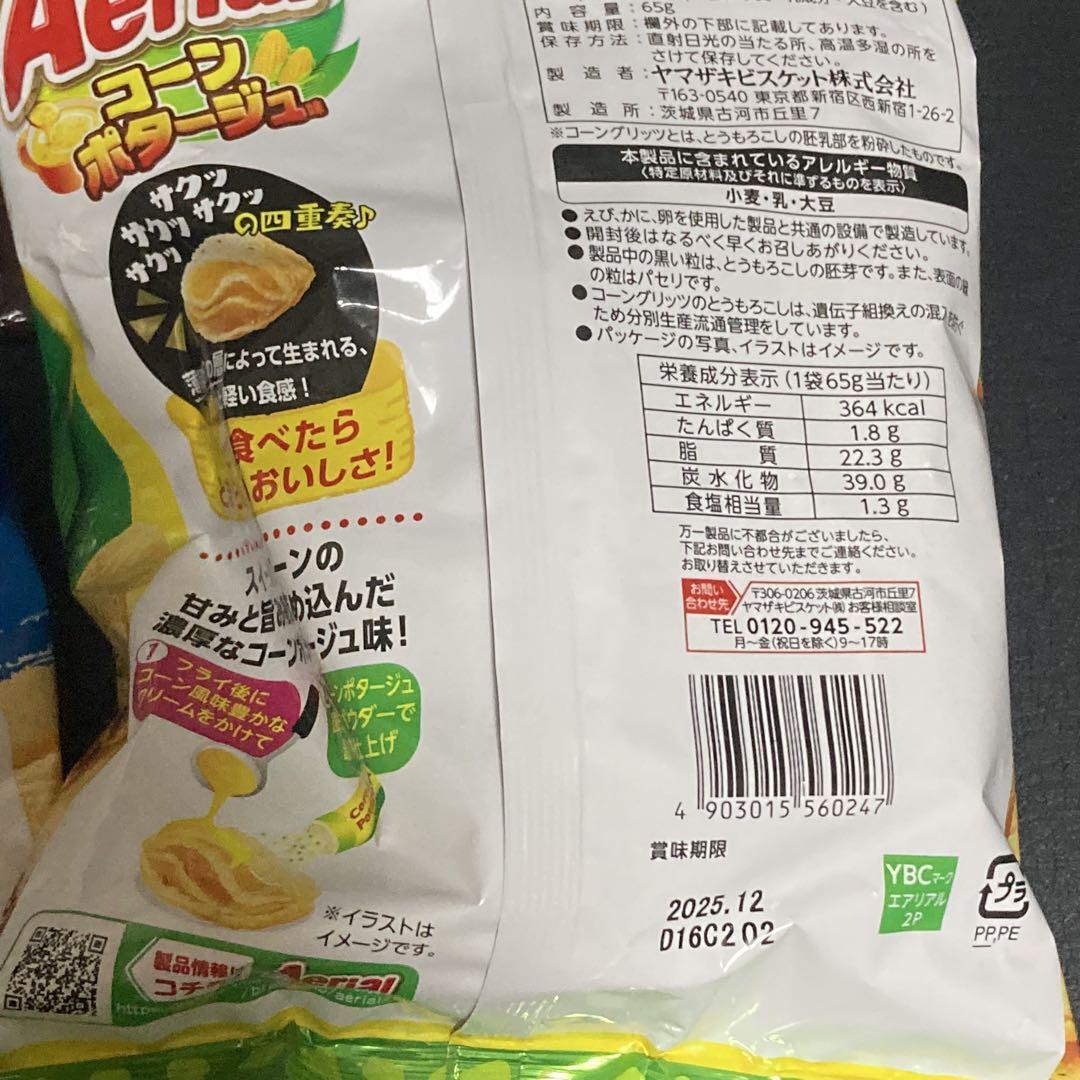 Aerial
コーン
ポタージュ味
サクッ
サクッ サクッ
サクッ
の四重奏♪
層によって生まれる、
軽い食感!
食べたら
おいしさ!
甘みと旨み
め込んだ
濃厚なコーン
ージュ味!
1 フライ後に
コーン風味豊かな
クリームをかけて
ンポタージュ
パウダーで
上げ
Corn
※イラストは
イメージです。
製品情報は
コチ
Aerial
大豆を含む)
内容量:65g
賞味期限:欄外の下部に記載してあります。
保存方法:直射日光の当たる所、高温多湿の所を
さけて保存してください。
製造者:ヤマザキビスケット株式会社
〒163-0540 東京都新宿区西新宿1-26-2
製造所:茨城県古河市丘里7
※コーングリッツとは、とうもろこしの胚乳部を粉砕したものです。
本製品に含まれているアレルギー物質
〈特定原材料及びそれに準ずるものを表示〉
小麦・乳・大豆
●えび、かに、卵を使用した製品と共通の設備で製造しています。
●開封後はなるべく早くお召しあがりください。
●製品中の黒い粒は、とうもろこしの胚芽です。また、表面の緑
の粒はパセリです。
●コーングリッツのとうもろこしは、遺伝子組換えの混入を防ぐ
ため分別生産流通管理をしています。
●パッケージの写真、イラストはイメージです。
栄養成分表示(1袋65g当たり)
エネルギー 364 kcal
たんぱく質 1.8 g
脂質 22.3 g
炭水化物 39.0 g
食塩相当量 1.3 g
万一製品に不都合がございましたら、
下記お問い合わせ先までご連絡ください。
お取り替えさせていただきます。
お問い
合わせ先
〒306-0206 茨城県古河市丘里7
ヤマザキビスケット㈱ お客様相談室
TEL 0120-945-522
月～金(祝日を除く)9～17時
4 903015 560247
賞味期限
2025.12
D16C2 02
YBCマーク
エアリアル
2P
プラ
PP,PE